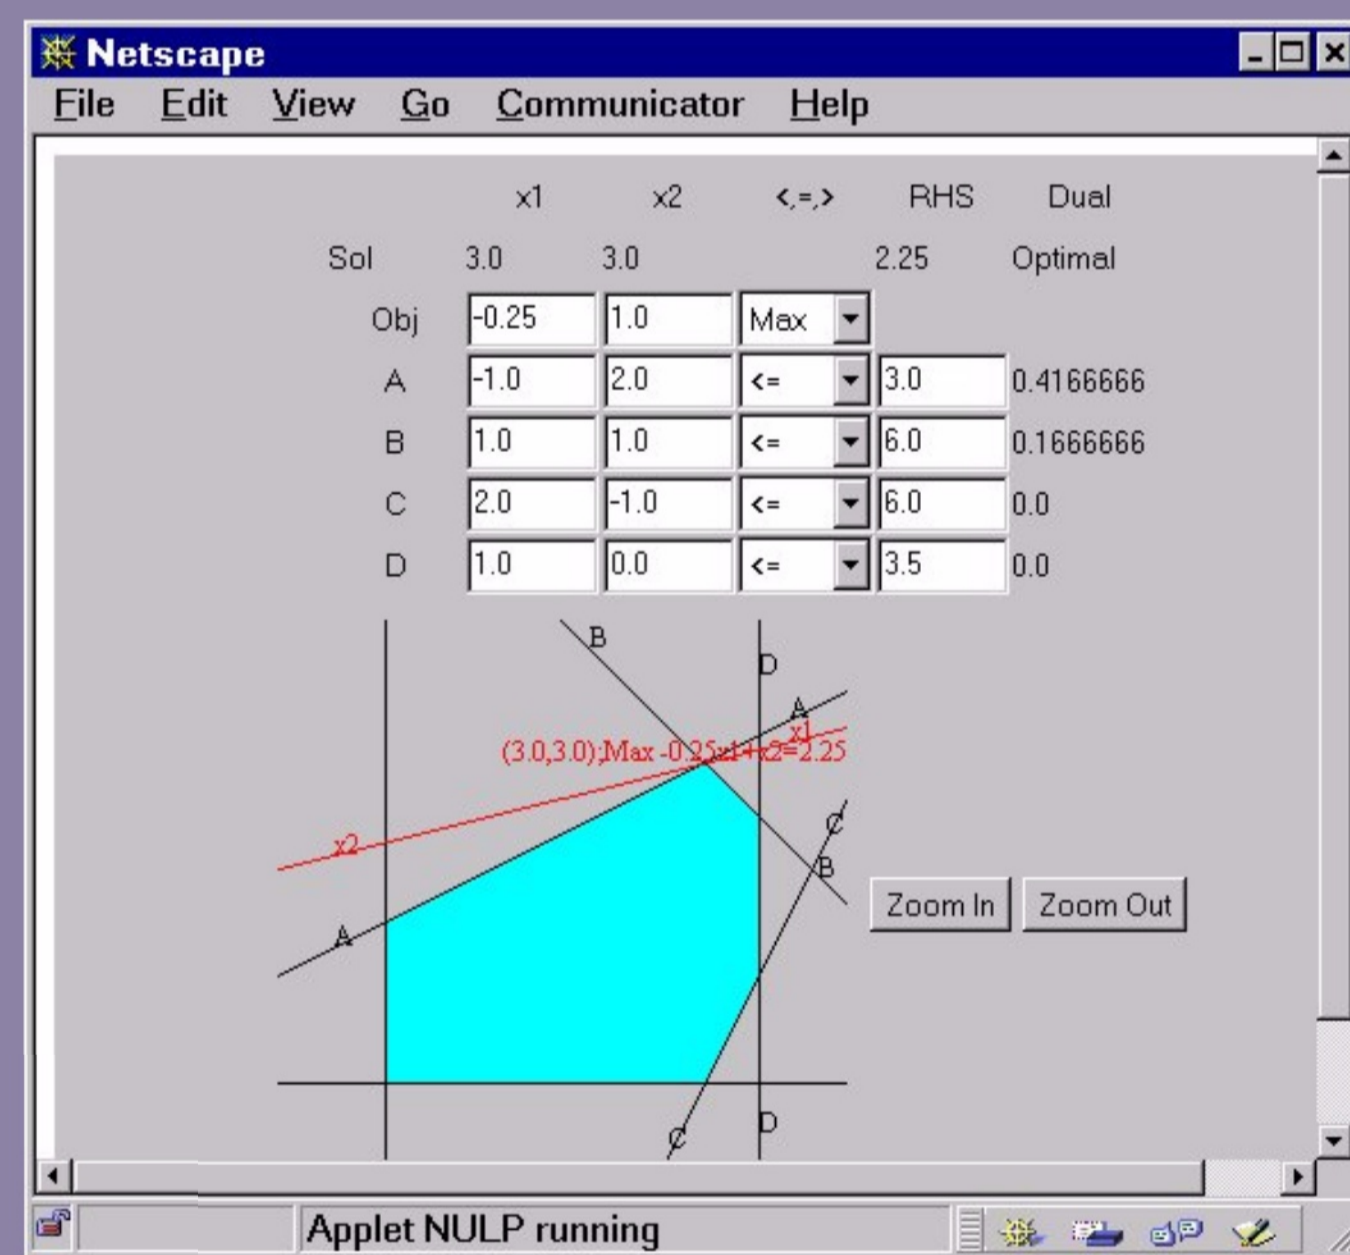 Netscape
File Edit View Go Communicator Help
x1 x2 <,=,> RHS Dual
Sol 3.0 3.0 2.25 Optimal
Obj -0.25 1.0 Max
A -1.0 2.0 <= 3.0 0.4166666
B 1.0 1.0 <= 6.0 0.1666666
C 2.0 -1.0 <= 6.0 0.0
D 1.0 0.0 <= 3.5 0.0
B
D
A
x1
(3.0,3.0);Max -0.25x1+x2=2.25
C
x2
B
Zoom In Zoom Out
A
D
C
Applet NULP running